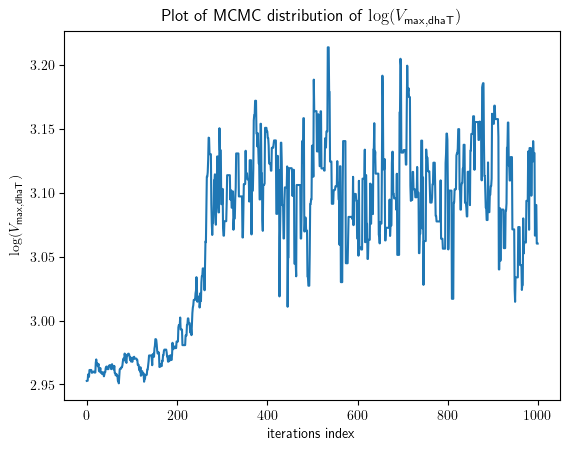 Plot of MCMC distribution of log(V_max,dhaT)
log(V_max,dhaT)
3.20
3.15
3.10
3.05
3.00
2.95
0 200 400 600 800 1000
iterations index